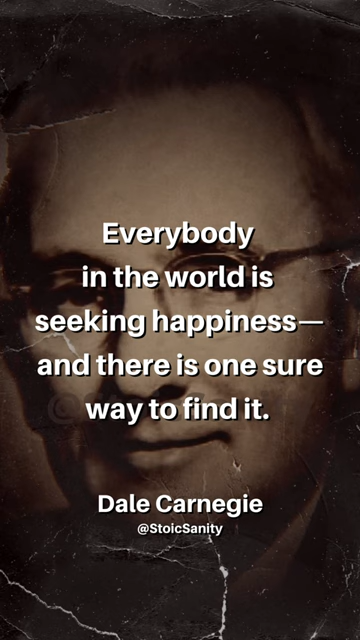 Everybody
in the world is
seeking happiness—
and there is one sure
way to find it.
Dale Carnegie
@StoicSanity